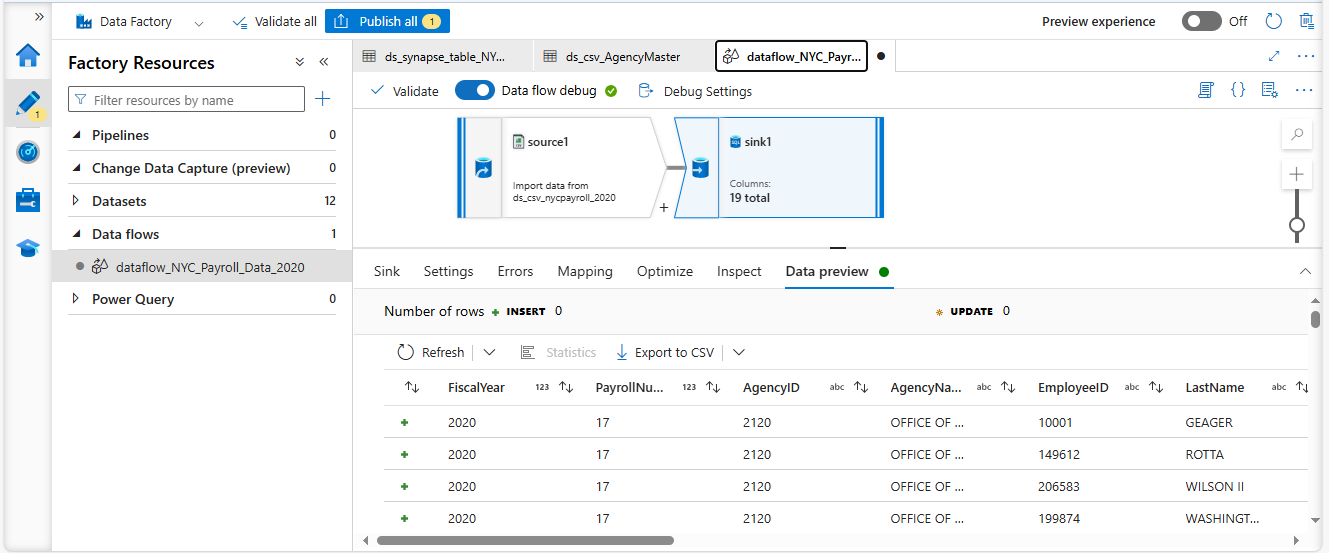 Data Factory
Validate all
Publish all 1
Preview experience
Off
1
Factory Resources
Filter resources by name
Pipelines 0
Change Data Capture (preview) 0
Datasets 12
Data flows 1
dataflow_NYC_Payroll_Data_2020
Power Query 0
ds_synapse_table_NY...
ds_csv_AgencyMaster
dataflow_NYC_Payr...
Validate
Data flow debug
Debug Settings
source1
Import data from
ds_csv_nycpayroll_2020
+
SQL
sink1
Columns:
19 total
Sink Settings Errors Mapping Optimize Inspect Data preview
Number of rows + INSERT 0 UPDATE 0
Refresh Statistics Export to CSV
FiscalYear 123 PayrollNu... 123 AgencyID abc AgencyNa... abc EmployeeID abc LastName abc
+ 2020 17 2120 OFFICE OF ... 10001 GEAGER
+ 2020 17 2120 OFFICE OF ... 149612 ROTTA
+ 2020 17 2120 OFFICE OF ... 206583 WILSON II
+ 2020 17 2120 OFFICE OF ... 199874 WASHINGT...